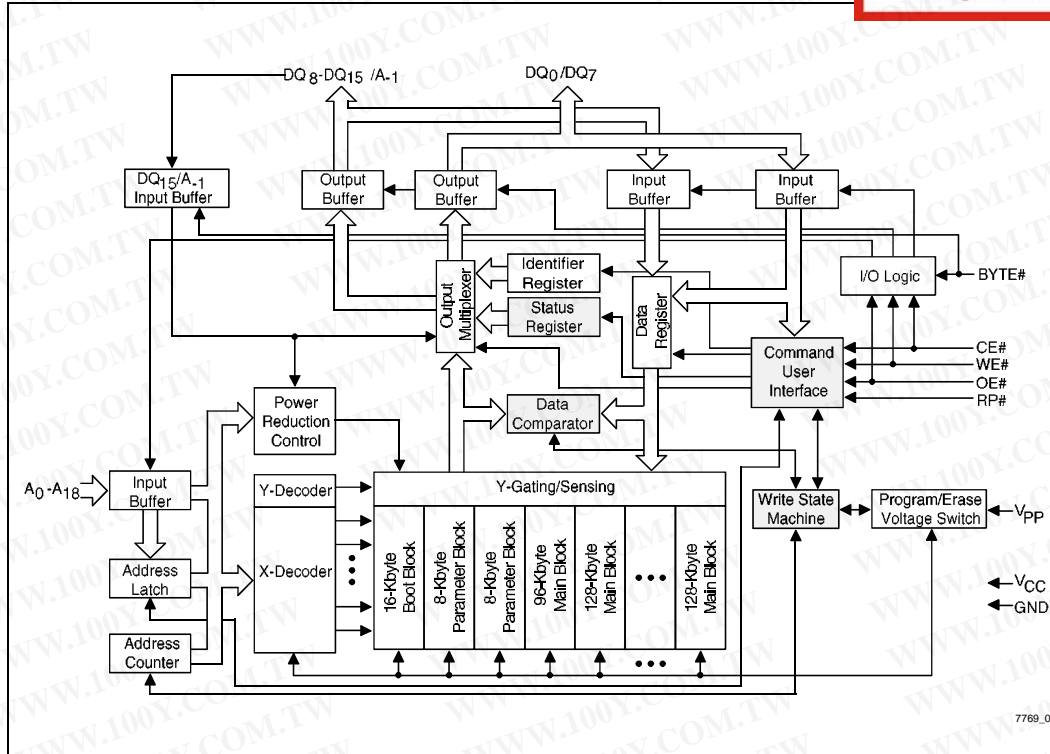 DQ8-DQ15 /A-1
DQ0/DQ7
DQ15/A-1
Input Buffer
Output
Buffer
Output
Buffer
Input
Buffer
Input
Buffer
I/O Logic
BYTE#
Output
Multiplexer
Identifier
Register
Status
Register
Data
Register
Command
User
Interface
CE#
WE#
OE#
RP#
Power
Reduction
Control
Data
Comparator
A0-A18
Input
Buffer
Y-Decoder
Y-Gating/Sensing
Write State
Machine
Program/Erase
Voltage Switch
VPP
Address
Latch
X-Decoder
16-Kbyte
Boot Block
8-Kbyte
Parameter Block
8-Kbyte
Parameter Block
96-Kbyte
Main Block
128-Kbyte
Main Block
128-Kbyte
Main Block
VCC
GND
Address
Counter
7769_0
WWW.100Y.COM.TW